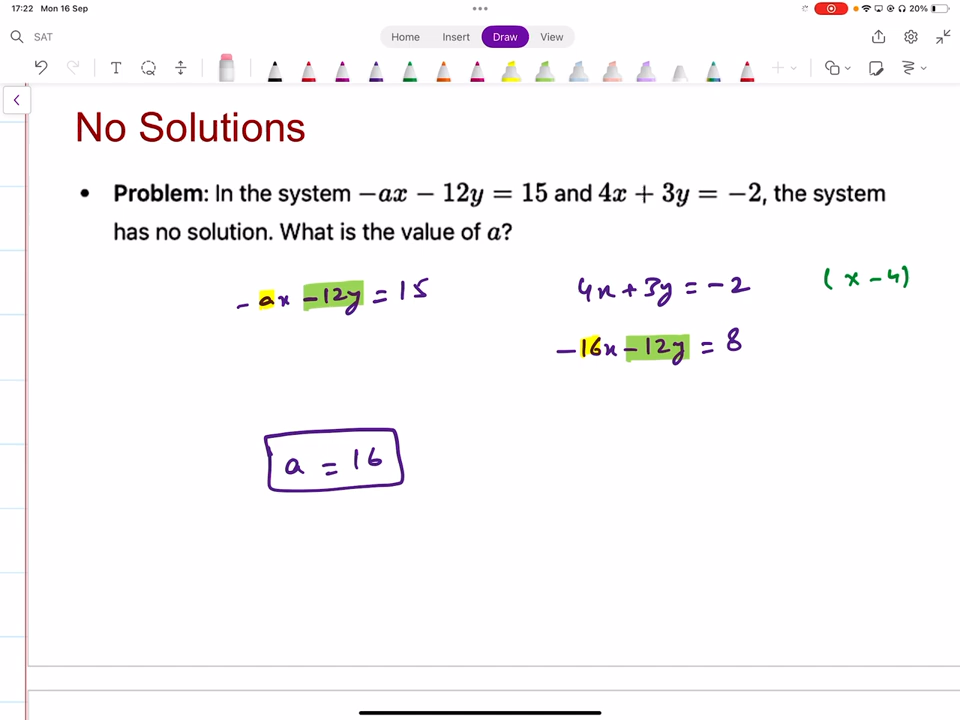 17:22 Mon 16 Sep
20%
SAT
Home Insert Draw View
T
No Solutions
• Problem: In the system −ax − 12y = 15 and 4x + 3y = −2, the system
has no solution. What is the value of a?
- ax - 12y = 15
4x + 3y = - 2
( x - 4)
- 16x - 12y = 8
a = 16